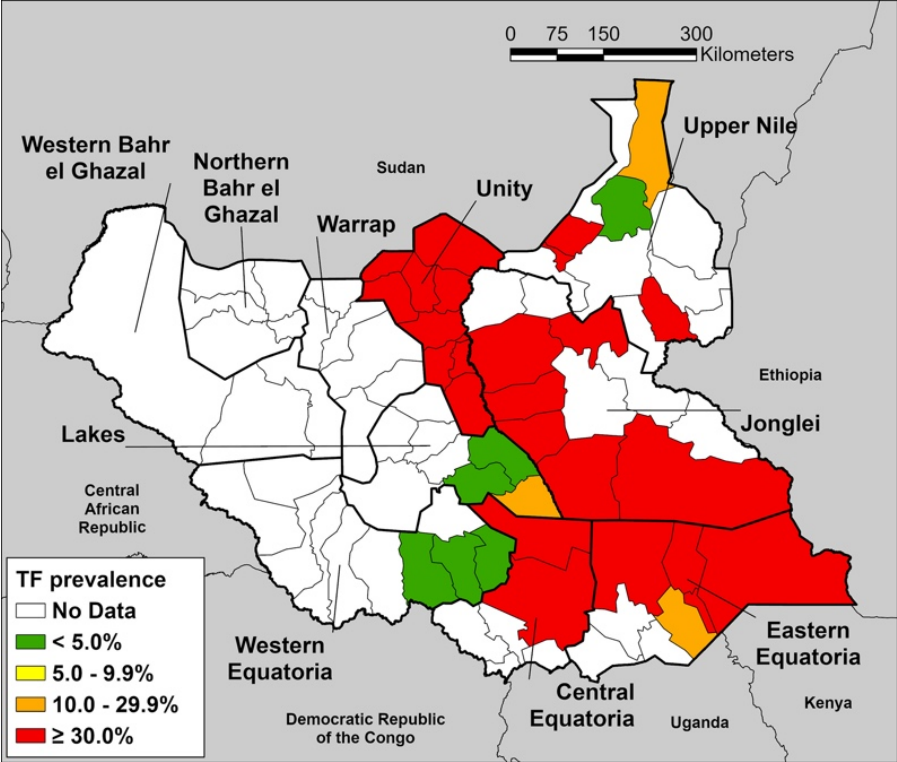 0 75 150 300
Kilometers
Western Bahr
el Ghazal
Northern
Bahr el
Ghazal
Sudan
Upper Nile
Unity
Warrap
Ethiopia
Jonglei
Lakes
Central
African
Republic
TF prevalence
No Data
< 5.0%
5.0 - 9.9%
10.0 - 29.9%
≥ 30.0%
Western
Equatoria
Democratic Republic
of the Congo
Central
Equatoria
Uganda
Eastern
Equatoria
Kenya